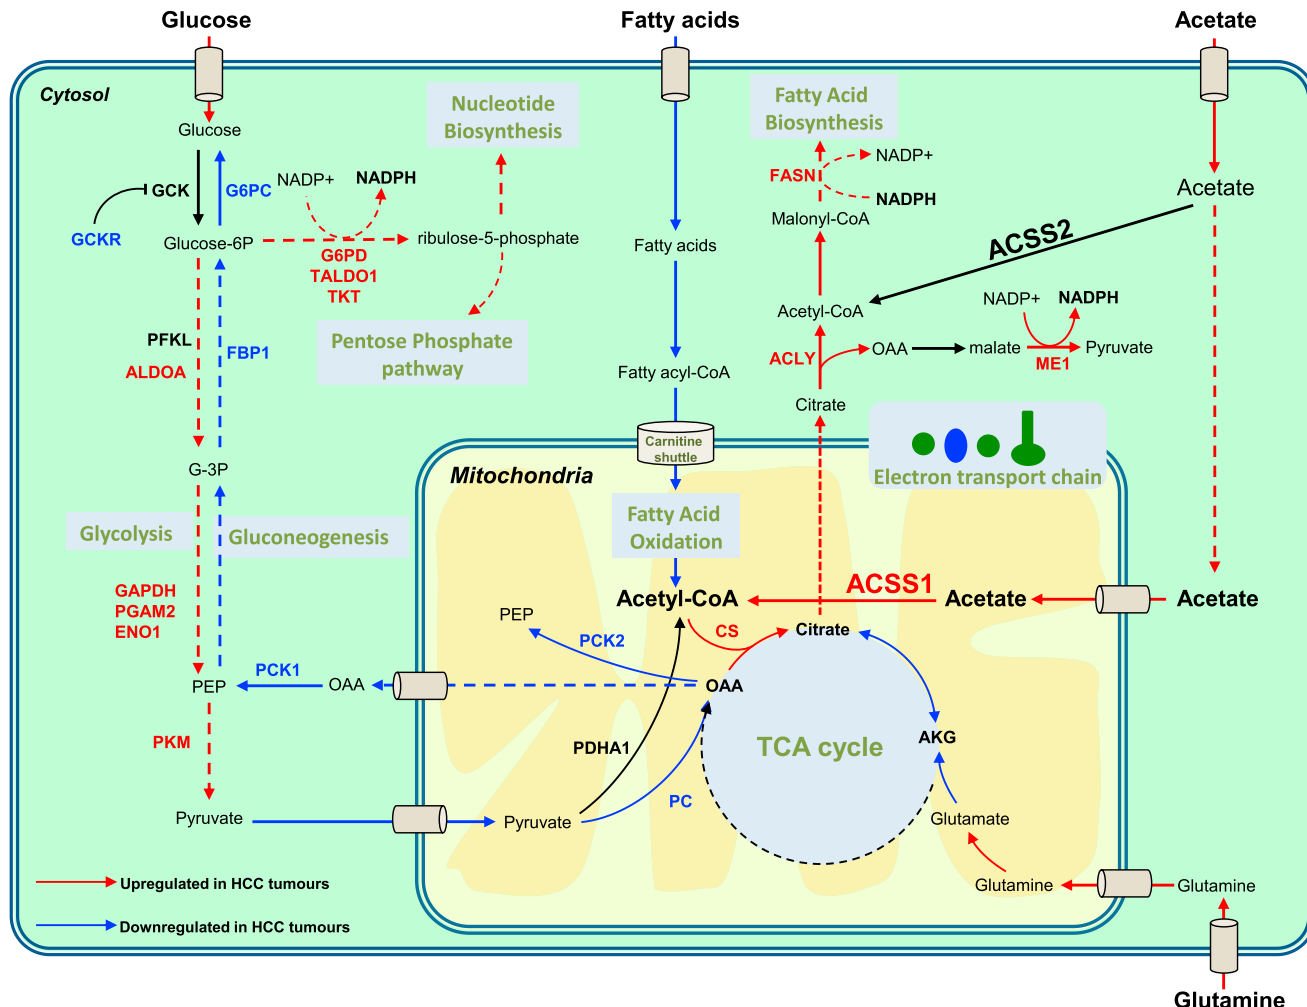 Glucose
Fatty acids
Acetate
Cytosol
Nucleotide
Biosynthesis
Fatty Acid
Biosynthesis
Glucose
NADP+
FASN
NADPH
GCK
G6PC
NADP+
NADPH
Acetate
GCKR
Malonyl-CoA
Glucose-6P
ribulose-5-phosphate
Fatty acids
ACSS2
G6PD
TALDO1
TKT
NADP+
NADPH
Acetyl-CoA
PFKL
FBP1
Pentose Phosphate
pathway
ALDOA
Fatty acyl-CoA
ACLY
OAA
malate
Pyruvate
ME1
Citrate
Carnitine
shuttle
G-3P
Mitochondria
Electron transport chain
Glycolysis
Gluconeogenesis
Fatty Acid
Oxidation
GAPDH
PGAM2
ENO1
Acetyl-CoA
ACSS1
Acetate
Acetate
PEP
PCK2
CS
Citrate
PCK1
PEP
OAA
OAA
PKM
PDHA1
TCA cycle
AKG
PC
Pyruvate
Pyruvate
Glutamate
Glutamine
Glutamine
Upregulated in HCC tumours
Downregulated in HCC tumours
Glutamine